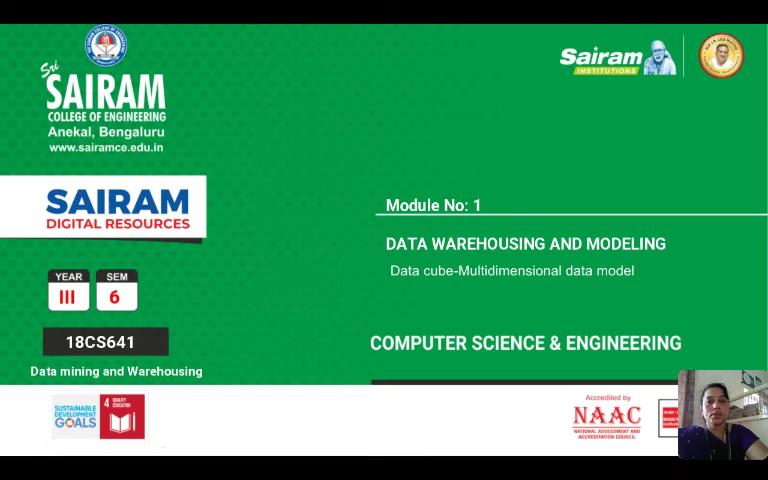 Sri
SAIRAM
COLLEGE OF ENGINEERING
Anekal, Bengaluru
www.sairamce.edu.in
Sairam
INSTITUTIONS
SAIRAM
DIGITAL RESOURCES
YEAR
III
SEM
6
18CS641
Data mining and Warehousing
Module No: 1
DATA WAREHOUSING AND MODELING
Data cube-Multidimensional data model
COMPUTER SCIENCE & ENGINEERING
SUSTAINABLE
DEVELOPMENT
GOALS
4 QUALITY
EDUCATION
Accredited by
NAAC
NATIONAL ASSESSMENT AND
ACCREDITATION COUNCIL